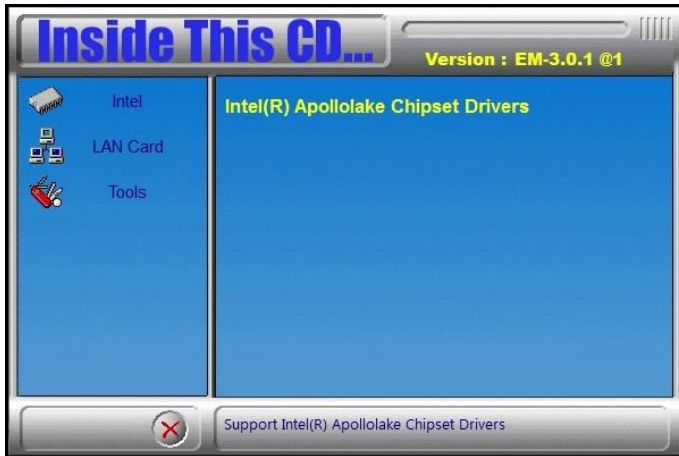 Inside This CD...
Version : EM-3.0.1 @1
Intel
LAN Card
Tools
Intel(R) Apollolake Chipset Drivers
Support Intel(R) Apollolake Chipset Drivers